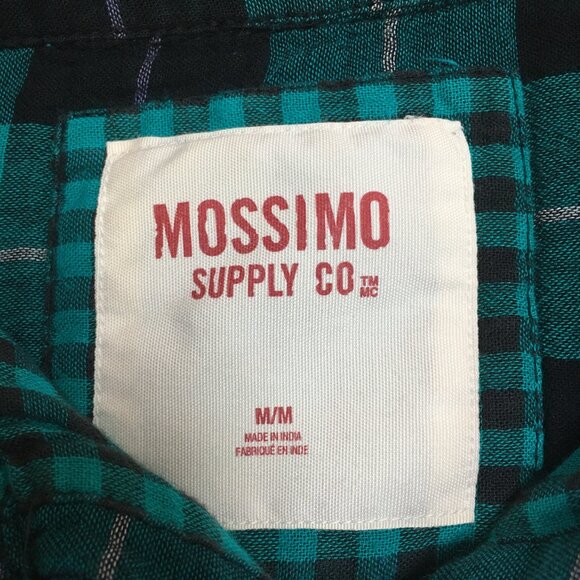 MOSSIMO
SUPPLY CO TM MC
M/M
MADE IN INDIA
FABRIQUÉ EN INDE